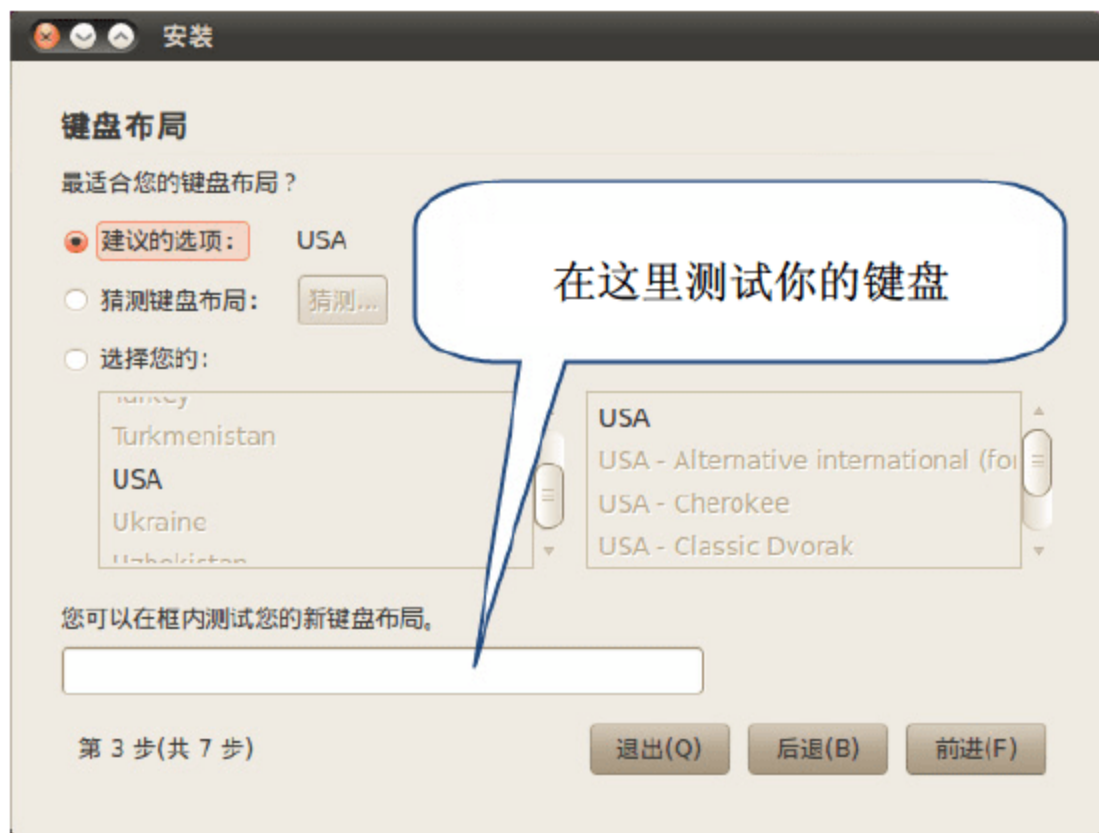 安装
键盘布局
最适合您的键盘布局？
建议的选项： USA
在这里测试你的键盘
猜测键盘布局： 猜测...
选择您的：
Turkey
Turkmenistan
USA
Ukraine
Uzbekistan
USA
USA - Alternative international (for
USA - Cherokee
USA - Classic Dvorak
您可以在框内测试您的新键盘布局。
第 3 步(共 7 步) 退出(Q) 后退(B) 前进(F)